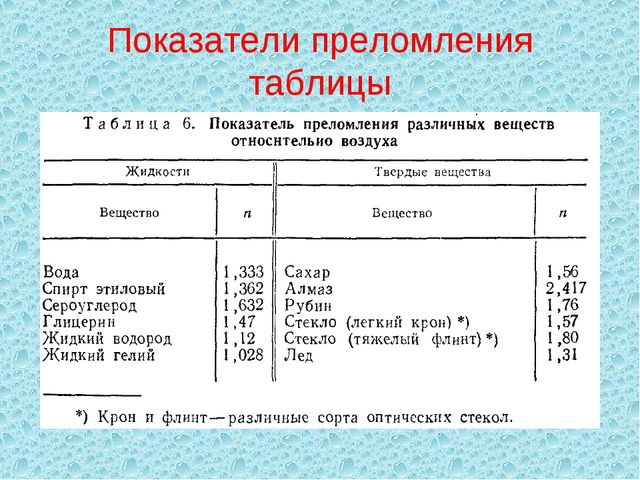 Показатели преломления
таблицы
Таблица 6. Показатель преломления различных веществ
относнтельио воздуха
Жидкости Твердые вещества
Вещество n Вещество n
Вода 1,333 Сахар 1,56
Спирт этиловый 1,362 Алмаз 2,417
Сероуглерод 1,632 Рубин 1,76
Глицерин 1,47 Стекло (легкий крон) *) 1,57
Жидкий водород 1,12 Стекло (тяжелый флинт) *) 1,80
Жидкий гелий 1,028 Лед 1,31
*) Крон и флинт—различные сорта оптических стекол.